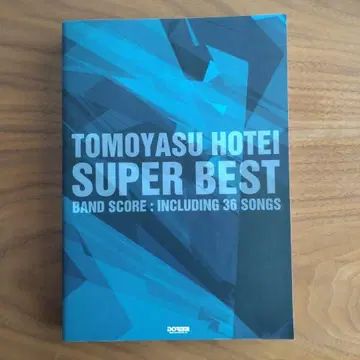 TOMOYASU HOTEI
SUPER BEST
BAND SCORE : INCLUDING 36 SONGS